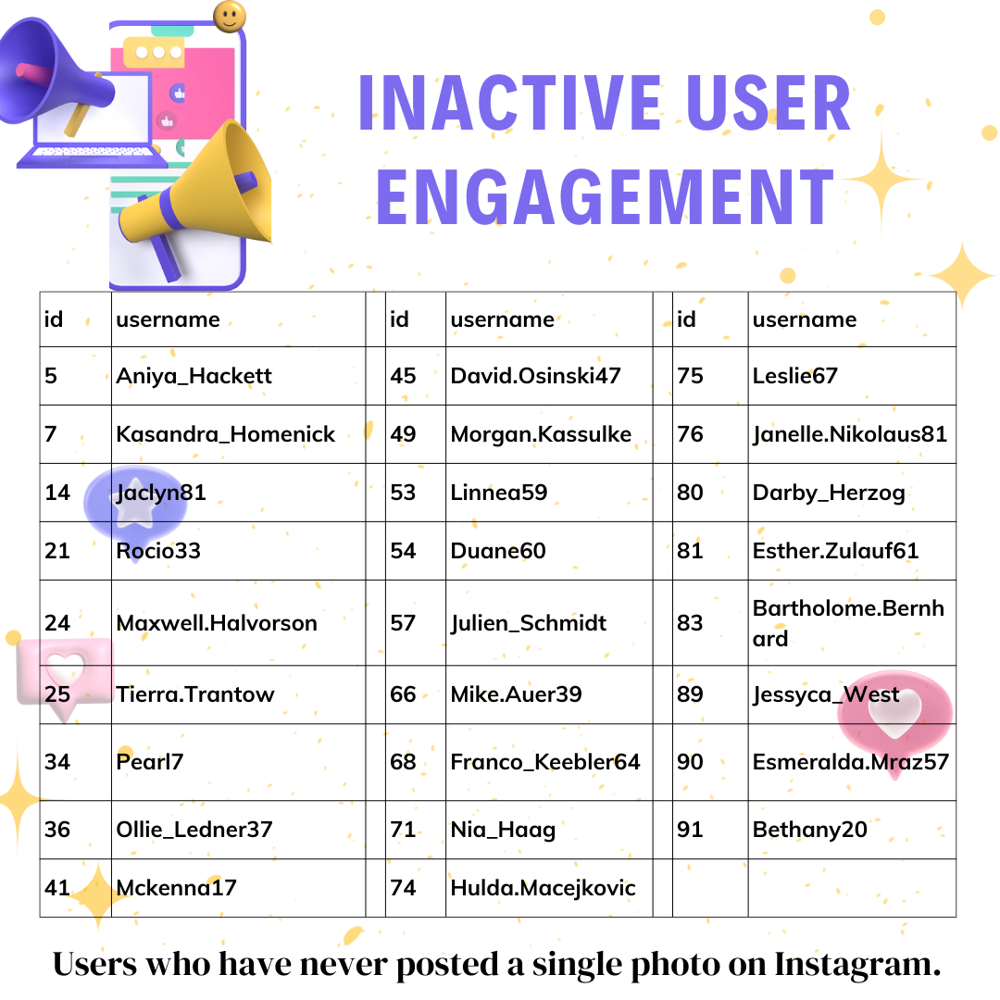 INACTIVE USER
ENGAGEMENT
id username id username id username
5 Aniya_Hackett 45 David.Osinski47 75 Leslie67
7 Kasandra_Homenick 49 Morgan.Kassulke 76 Janelle.Nikolaus81
14 Jaclyn81 53 Linnea59 80 Darby_Herzog
21 Rocio33 54 Duane60 81 Esther.Zulauf61
24 Maxwell.Halvorson 57 Julien_Schmidt 83 Bartholome.Bernh
ard
25 Tierra.Trantow 66 Mike.Auer39 89 Jessyca_West
34 Pearl7 68 Franco_Keebler64 90 Esmeralda.Mraz57
36 Ollie_Ledner37 71 Nia_Haag 91 Bethany20
41 Mckenna17 74 Hulda.Macejkovic
Users who have never posted a single photo on Instagram.